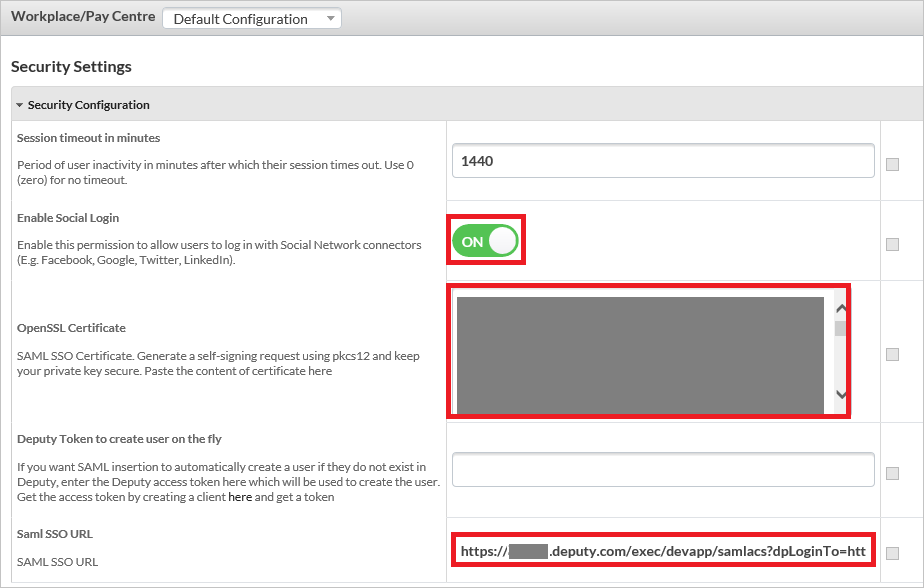 Workplace/Pay Centre Default Configuration
Security Settings
Security Configuration
Session timeout in minutes
Period of user inactivity in minutes after which their session times out. Use 0
(zero) for no timeout.
1440
Enable Social Login
Enable this permission to allow users to log in with Social Network connectors
(E.g. Facebook, Google, Twitter, LinkedIn).
ON
OpenSSL Certificate
SAML SSO Certificate. Generate a self-signing request using pkcs12 and keep
your private key secure. Paste the content of certificate here
Deputy Token to create user on the fly
If you want SAML insertion to automatically create a user if they do not exist in
Deputy, enter the Deputy access token here which will be used to create the user.
Get the access token by creating a client here and get a token
Saml SSO URL
SAML SSO URL
https:// .deputy.com/exec/devapp/samlacs?dpLoginTo=htt